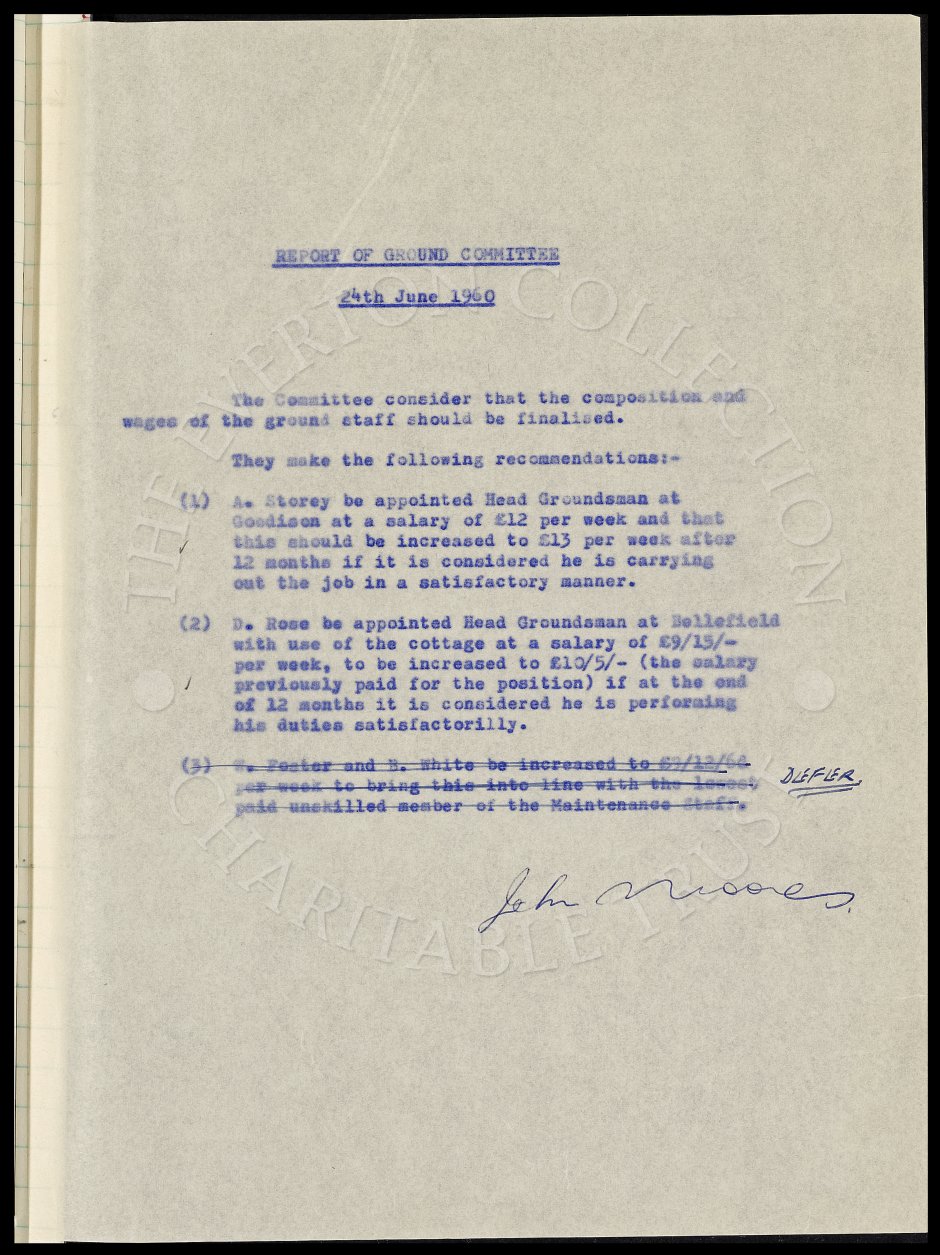 REPORT OF GROUND COMMITTEE
24th June 1960
The Committee consider that the composition and
wages of the ground staff should be finalised.
They make the following recommendations:-
(1) A. Storey be appointed Head Groundsman at
Goodison at a salary of £12 per week and that
this should be increased to £13 per week after
12 months if it is considered he is carrying
out the job in a satisfactory manner.
(2) D. Rose be appointed Head Groundsman at Bellefield
with use of the cottage at a salary of £9/15/-
per week, to be increased to £10/5/- (the salary
previously paid for the position) if at the end
of 12 months it is considered he is performing
his duties satisfactorilly.
(3) W. Foster and B. White be increased to
per week to bring this into line with the lowest
paid unskilled member of the Maintenance Staff.
DEFER.
John Moores.
THE EVERTON COLLECTION
CHARITABLE TRUST